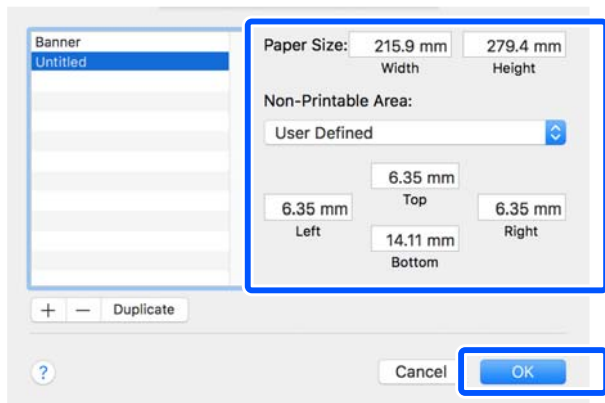 Banner
Untitled
Paper Size: 215.9 mm 279.4 mm
Width Height
Non-Printable Area:
User Defined
6.35 mm
Top
6.35 mm 6.35 mm
Left Right
14.11 mm
Bottom
+ − Duplicate
? Cancel OK